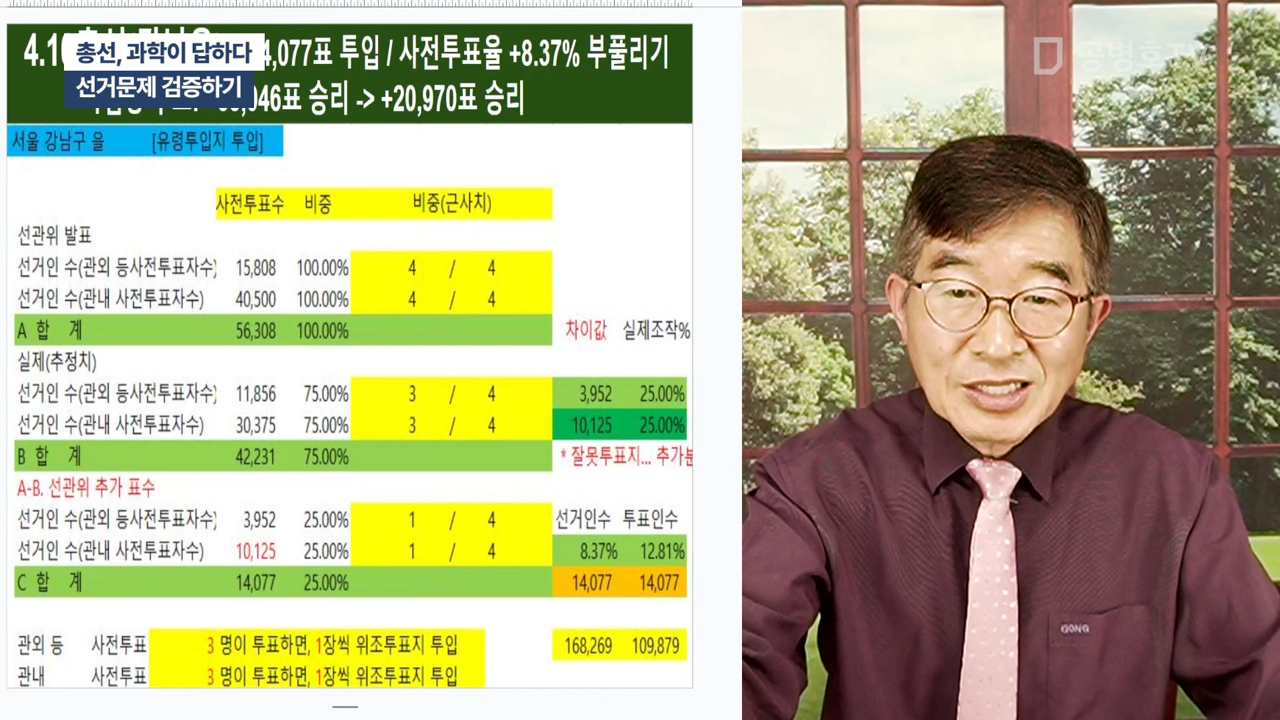 총선, 과학이 답하다
선거문제 검증하기
4,077표 투입 / 사전투표율 +8.37% 부풀리기
946표 승리 -> +20,970표 승리
서울 강남구 을 [유령투입지 투입]
사전투표수 비중 비중(근사치)
선관위 발표
선거인 수(관외 등사전투표자수) 15,808 100.00% 4 / 4
선거인 수(관내 사전투표자수) 40,500 100.00% 4 / 4
A 합 계 56,308 100.00% 차이값 실제조작%
실제(추정치)
선거인 수(관외 등사전투표자수) 11,856 75.00% 3 / 4 3,952 25.00%
선거인 수(관내 사전투표자수) 30,375 75.00% 3 / 4 10,125 25.00%
B 합 계 42,231 75.00% * 잘못투표지... 추가분
A-B. 선관위 추가 표수
선거인 수(관외 등사전투표자수) 3,952 25.00% 1 / 4 선거인수 투표인수
선거인 수(관내 사전투표자수) 10,125 25.00% 1 / 4 8.37% 12.81%
C 합 계 14,077 25.00% 14,077 14,077
관외 등 사전투표 3 명이 투표하면, 1장씩 위조투표지 투입 168,269 109,879
관내 사전투표 3 명이 투표하면, 1장씩 위조투표지 투입
공병호
GONG